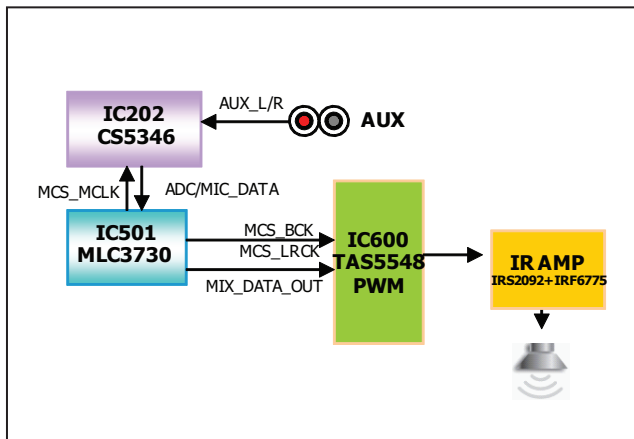 AUX_L/R
IC202
CS5346
AUX
MCS_MCLK
ADC/MIC_DATA
IC501
MLC3730
MCS_BCK
MCS_LRCK
MIX_DATA_OUT
IC600
TAS5548
PWM
IR AMP
IRS2092+IRF6775